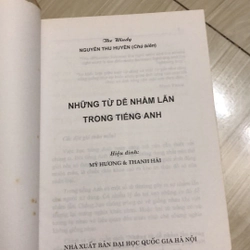 The Windy
NGUYỄN THU HUYỀN (Chủ biên)
NHỮNG TỪ DỄ NHẦM LẪN
TRONG TIẾNG ANH
Hiệu đính:
MỸ HƯƠNG & THANH HẢI
NHÀ XUẤT BẢN ĐẠI HỌC QUỐC GIA HÀ NỘI